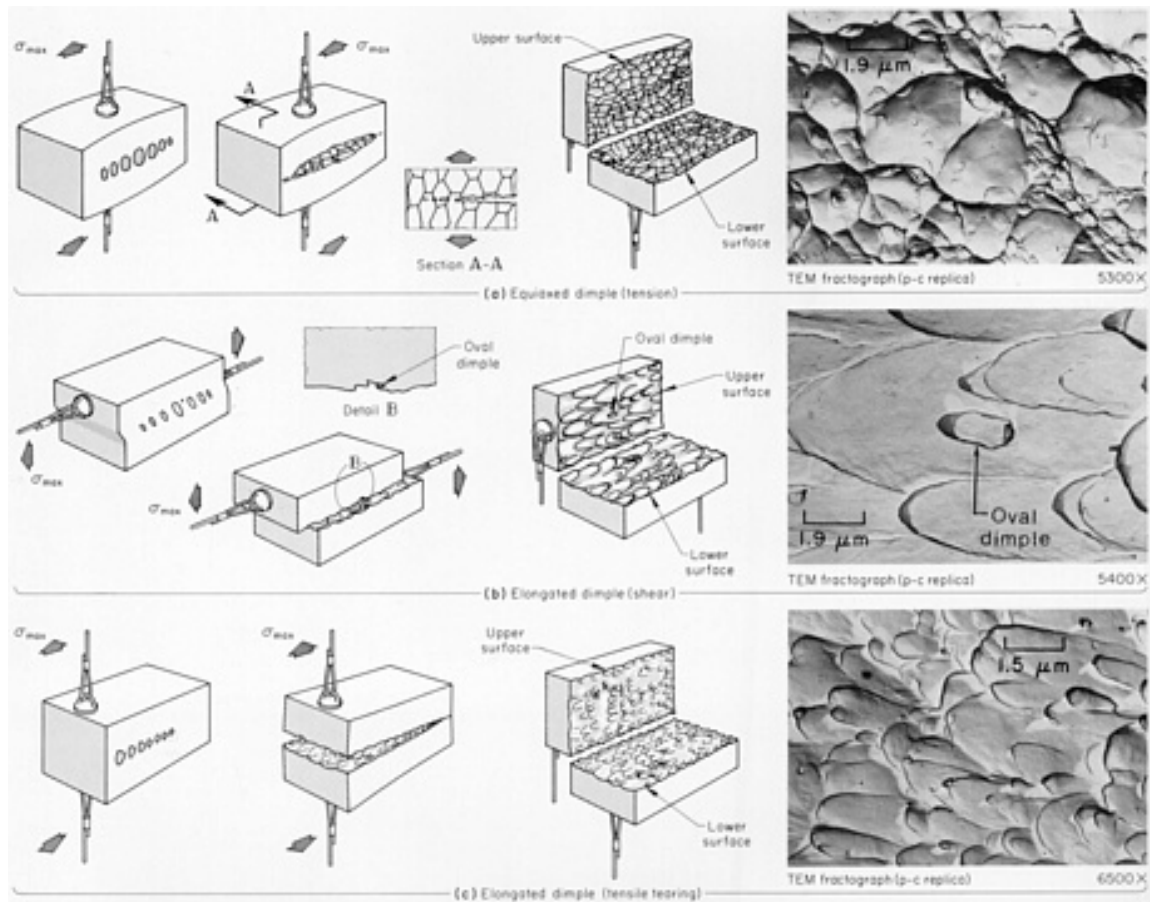 σmax
σmax
A
A
Section A-A
Upper surface
Lower
surface
1.9 μm
TEM fractograph (p-c replica) 5300X
(a) Equiaxed dimple (tension)
σmax
Oval
dimple
Detail B
σmax
B
Oval dimple
Upper
surface
Lower
surface
Oval
dimple
1.9 μm
TEM fractograph (p-c replica) 5400X
(b) Elongated dimple (shear)
σmax
σmax
Upper
surface
Lower
surface
1.5 μm
TEM fractograph (p-c replica) 6500X
(c) Elongated dimple (tensile tearing)